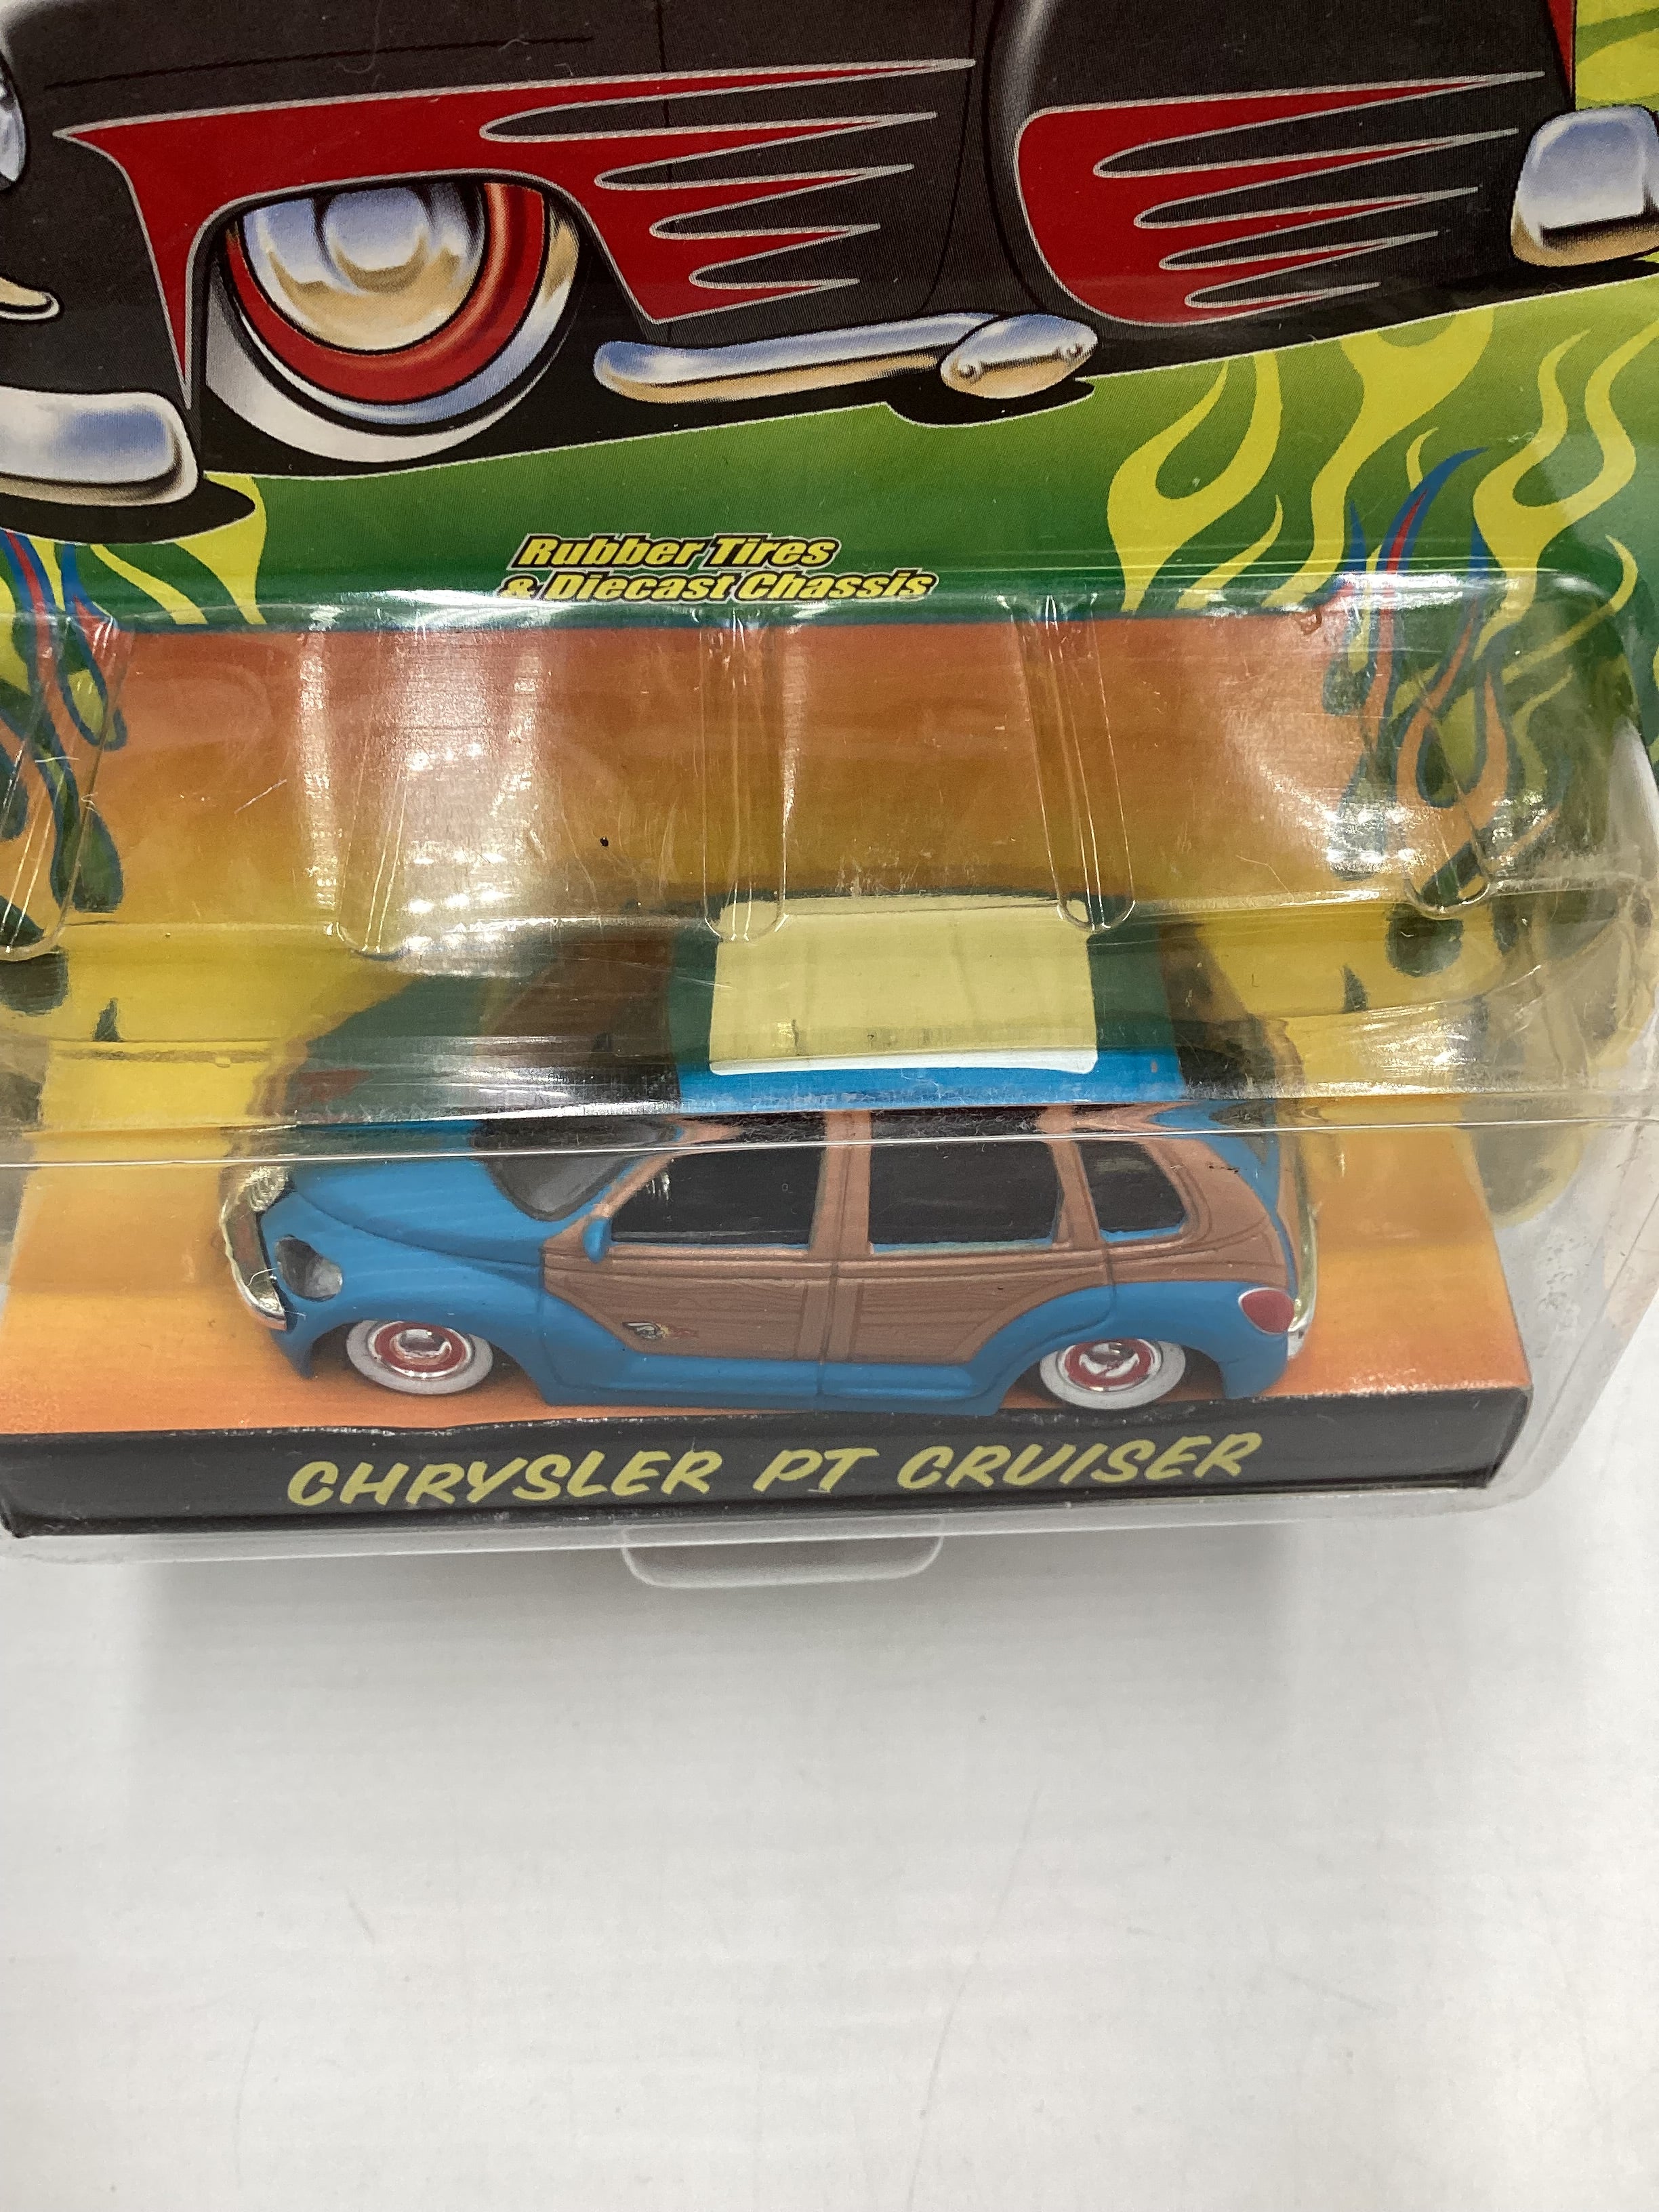 Rubber Tires
& Diecast Chassis
CHRYSLER PT CRUISER